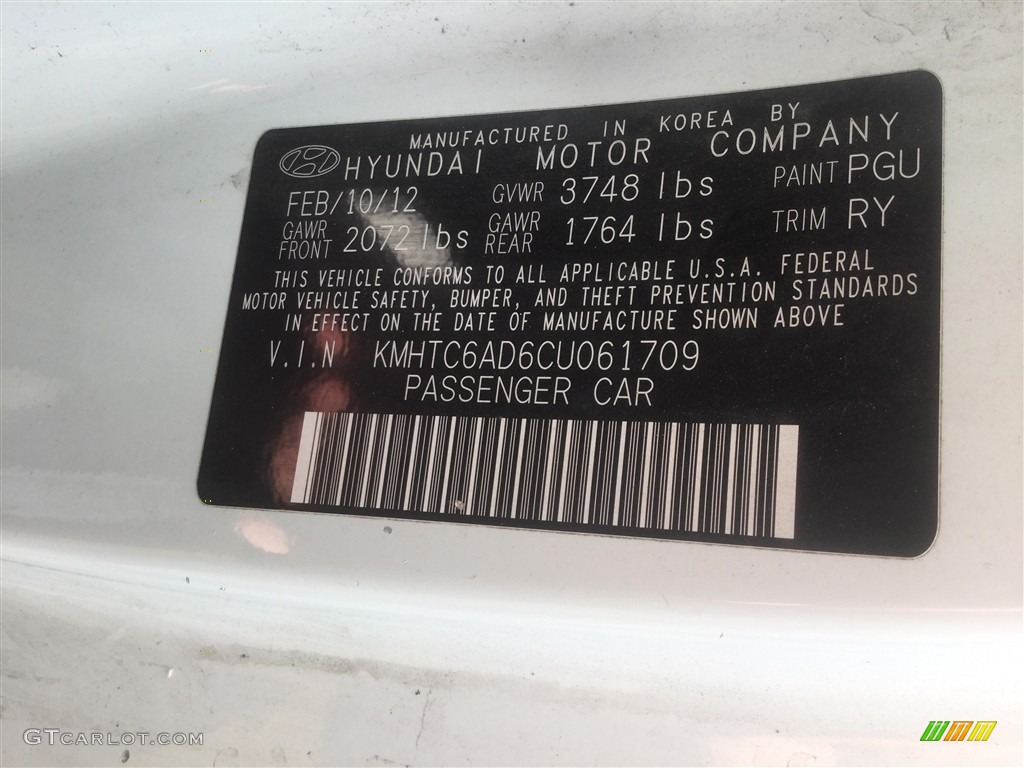 MANUFACTURED IN KOREA BY
HYUNDAI MOTOR COMPANY
FEB/10/12 GVWR 3748 lbs PAINT PGU
GAWR FRONT 2072 lbs GAWR REAR 1764 lbs TRIM RY
THIS VEHICLE CONFORMS TO ALL APPLICABLE U.S.A. FEDERAL
MOTOR VEHICLE SAFETY, BUMPER, AND THEFT PREVENTION STANDARDS
IN EFFECT ON THE DATE OF MANUFACTURE SHOWN ABOVE
V.I.N KMHTC6AD6CU061709
PASSENGER CAR
GTCARLOT.COM